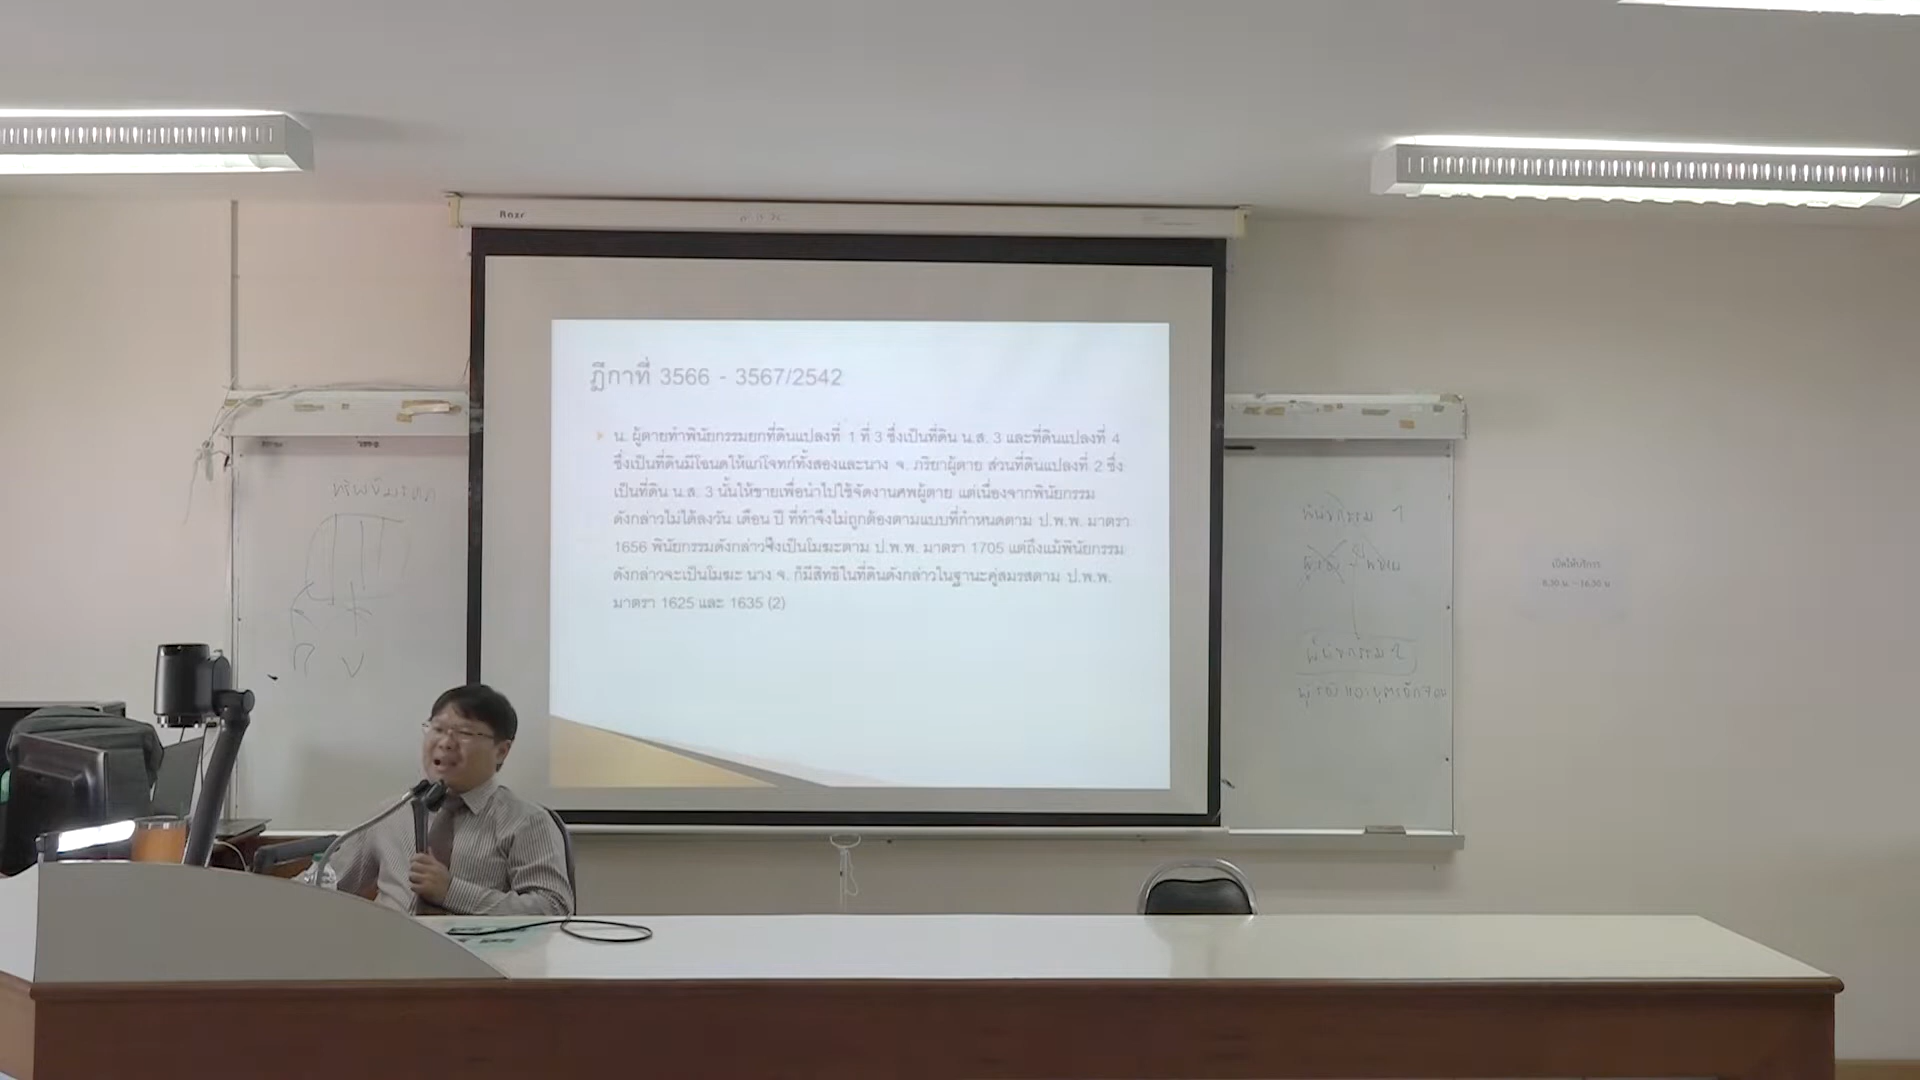 Razr
ฎีกาที่ 3566 - 3567/2542
น. ผู้ตายทำพินัยกรรมยกที่ดินแปลงที่ 1 ที่ 3 ซึ่งเป็นที่ดิน น.ส. 3 และที่ดินแปลงที่ 4
ซึ่งเป็นที่ดินมีโฉนดให้แก่โจทก์ทั้งสองและนาง จ. ภริยาผู้ตาย ส่วนที่ดินแปลงที่ 2 ซึ่ง
เป็นที่ดิน น.ส. 3 นั้นให้ขายเพื่อนำไปใช้จัดงานศพผู้ตาย แต่เนื่องจากพินัยกรรม
ดังกล่าวไม่ได้ลงวัน เดือน ปี ที่ทำจึงไม่ถูกต้องตามแบบที่กำหนดตาม ป.พ.พ. มาตรา
1656 พินัยกรรมดังกล่าวจึงเป็นโมฆะตาม ป.พ.พ. มาตรา 1705 แต่ถึงแม้พินัยกรรม
ดังกล่าวจะเป็นโมฆะ นาง จ. ก็มีสิทธิในที่ดินดังกล่าวในฐานะคู่สมรสตาม ป.พ.พ.
มาตรา 1625 และ 1635 (2)
พินัยกรรม 1
พินัยกรรม 2
เปิดให้บริการ
8.30 น. - 16.30 น.